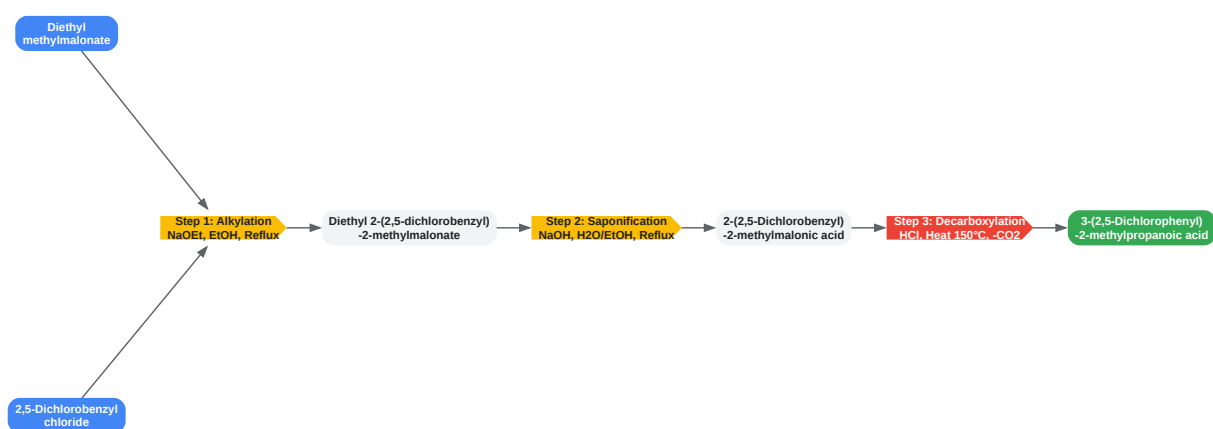 Diethyl
methylmalonate
Step 1: Alkylation
NaOEt, EtOH, Reflux
Diethyl 2-(2,5-dichlorobenzyl)
-2-methylmalonate
Step 2: Saponification
NaOH, H2O/EtOH, Reflux
2-(2,5-Dichlorobenzyl)
-2-methylmalonic acid
Step 3: Decarboxylation
HCl, Heat 150°C, -CO2
3-(2,5-Dichlorophenyl)
-2-methylpropanoic acid
2,5-Dichlorobenzyl
chloride